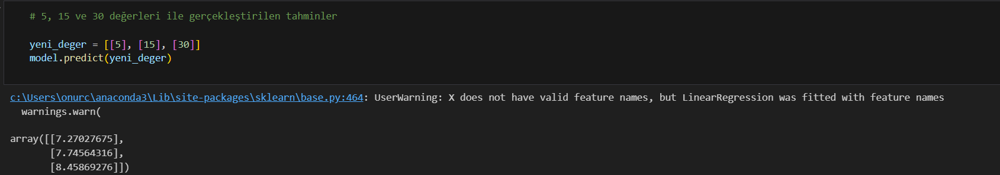 # 5, 15 ve 30 değerleri ile gerçekleştirilen tahminler
yeni_deger = [[5], [15], [30]]
model.predict(yeni_deger)
c:\Users\onurc\anaconda3\Lib\site-packages\sklearn\base.py:464: UserWarning: X does not have valid feature names, but LinearRegression was fitted with feature names
  warnings.warn(
array([[7.27027675],
       [7.74564316],
       [8.45869276]])